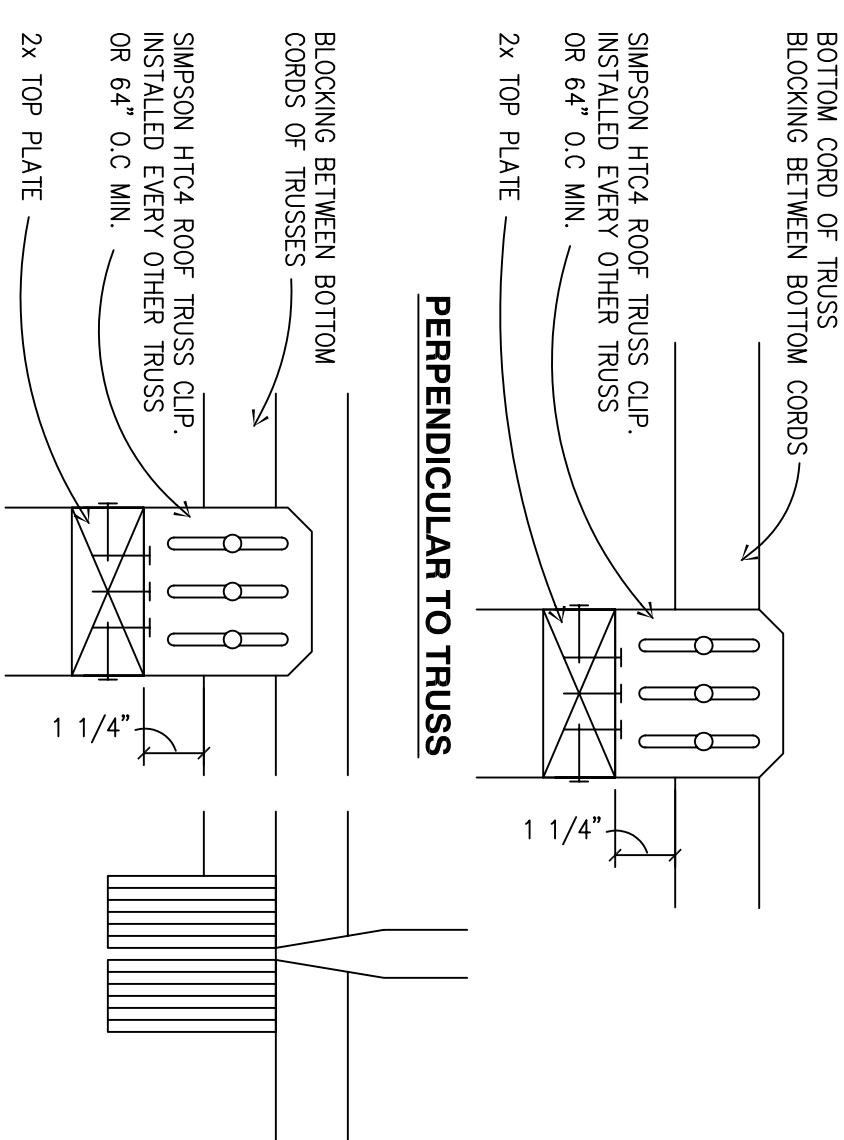 BOTTOM CORD OF TRUSS
BLOCKING BETWEEN BOTTOM CORDS
SIMPSON HTC4 ROOF TRUSS CLIP.
INSTALLED EVERY OTHER TRUSS
OR 64" O.C MIN.
2x TOP PLATE
1 1/4"
PERPENDICULAR TO TRUSS
BLOCKING BETWEEN BOTTOM
CORDS OF TRUSSES
SIMPSON HTC4 ROOF TRUSS CLIP.
INSTALLED EVERY OTHER TRUSS
OR 64" O.C MIN.
2x TOP PLATE
1 1/4"